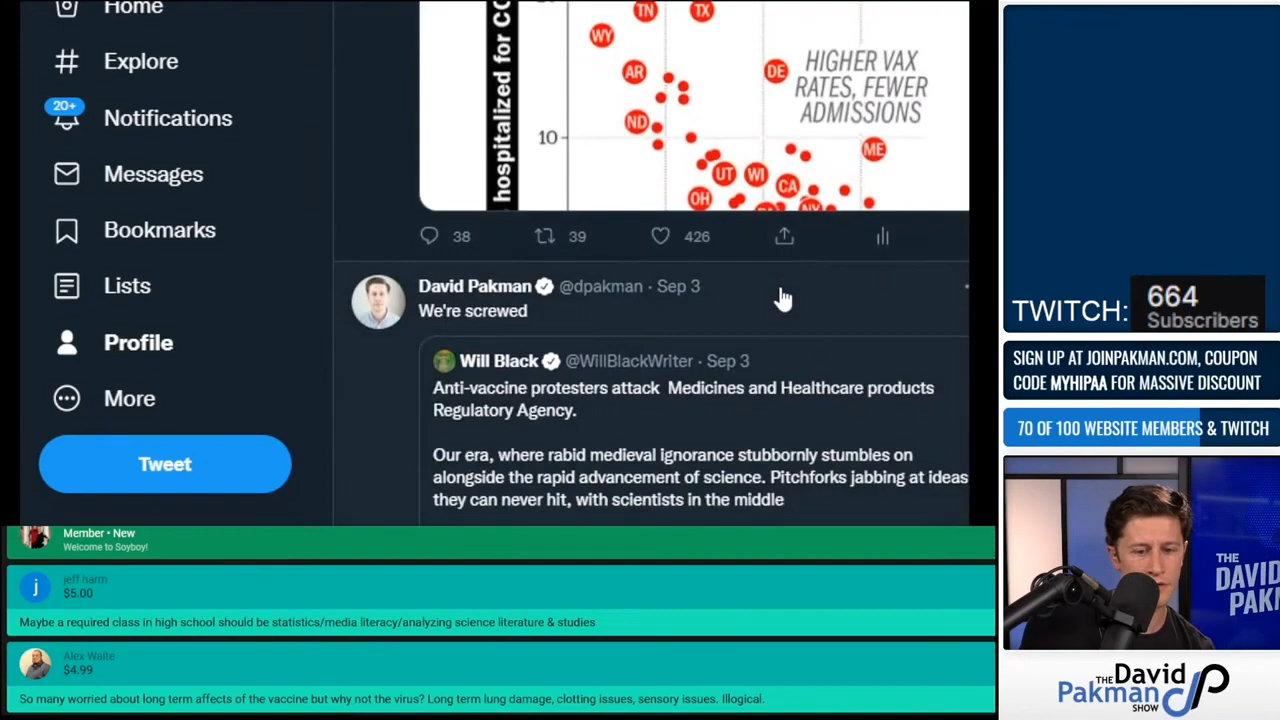 Home
Explore
20+
Notifications
Messages
Bookmarks
Lists
Profile
More
Tweet
hospitalized for CO
TN
TX
WY
AR
DE
ND
HIGHER VAX
RATES, FEWER
ADMISSIONS
10
ME
UT
WI
CA
OH
NY
38
39
426
David Pakman @dpakman · Sep 3
We're screwed
Will Black @WillBlackWriter · Sep 3
Anti-vaccine protesters attack Medicines and Healthcare products
Regulatory Agency.
Our era, where rabid medieval ignorance stubbornly stumbles on
alongside the rapid advancement of science. Pitchforks jabbing at ideas
they can never hit, with scientists in the middle
Member • New
Welcome to Soyboy!
j
jeff harm
$5.00
Maybe a required class in high school should be statistics/media literacy/analyzing science literature & studies
Alex Waite
$4.99
So many worried about long term affects of the vaccine but why not the virus? Long term lung damage, clotting issues, sensory issues. Illogical.
TWITCH:
664
Subscribers
SIGN UP AT JOINPAKMAN.COM, COUPON
CODE MYHIPAA FOR MASSIVE DISCOUNT
70 OF 100 WEBSITE MEMBERS & TWITCH
THE
DAVID
PAKM
THE David
Pakman
SHOW